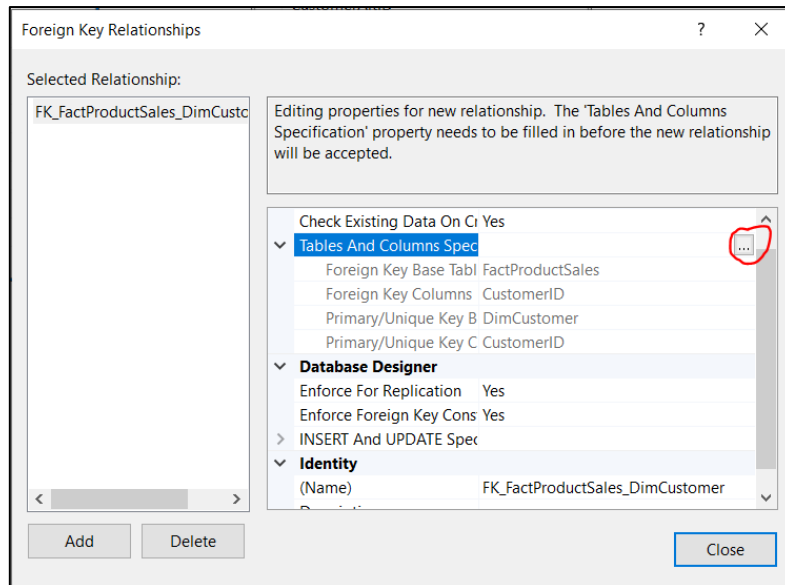 Foreign Key Relationships
?
Selected Relationship:
FK_FactProductSales_DimCustc
Editing properties for new relationship. The 'Tables And Columns
Specification' property needs to be filled in before the new relationship
will be accepted.
Check Existing Data On Cr Yes
Tables And Columns Spec ...
Foreign Key Base Tabl FactProductSales
Foreign Key Columns CustomerID
Primary/Unique Key B DimCustomer
Primary/Unique Key C CustomerID
Database Designer
Enforce For Replication Yes
Enforce Foreign Key Cons Yes
INSERT And UPDATE Spec
Identity
(Name) FK_FactProductSales_DimCustomer
Add
Delete
Close